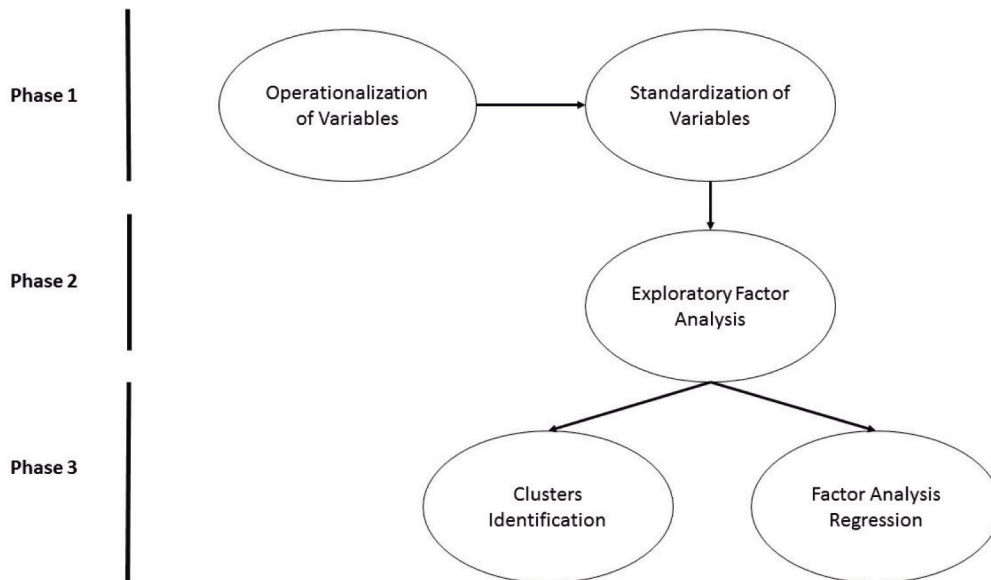 Phase 1
Operationalization
of Variables
Standardization of
Variables
Phase 2
Exploratory Factor
Analysis
Phase 3
Clusters
Identification
Factor Analysis
Regression